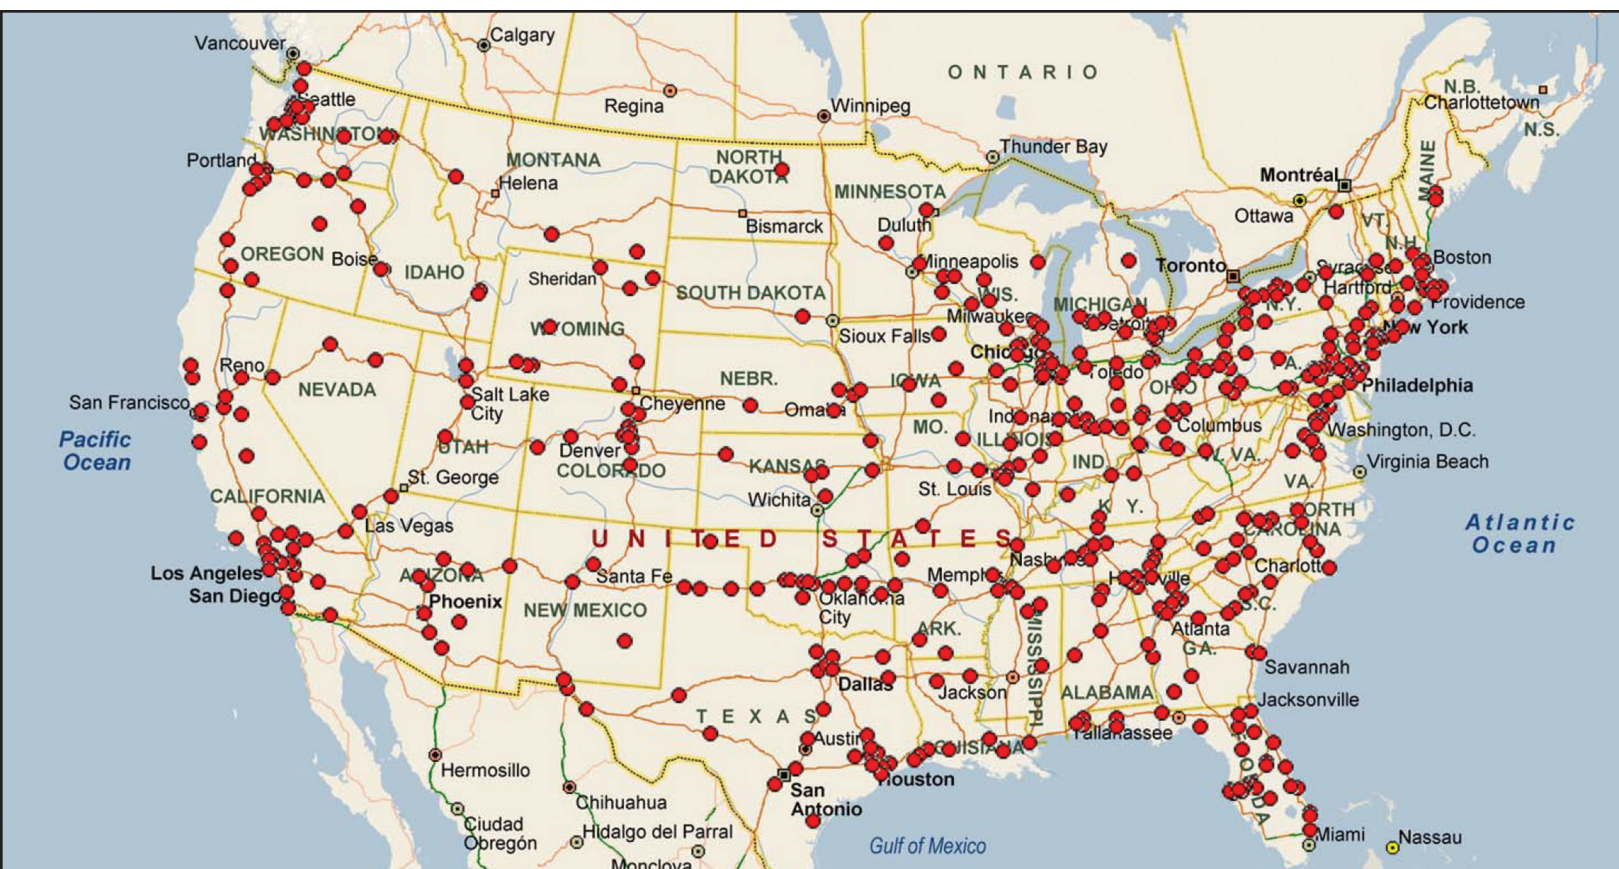 Vancouver
Calgary
ONTARIO
N.B.
Charlottetown
N.S.
Regina
Winnipeg
Seattle
WASHINGTON
Thunder Bay
MAINE
Portland
MONTANA
Helena
NORTH
DAKOTA
MINNESOTA
Montréal
Ottawa
VT.
Duluth
Bismarck
N.H.
OREGON
Boise
IDAHO
Sheridan
Minneapolis
Toronto
Syracuse
Boston
SOUTH DAKOTA
WIS.
MICHIGAN
Hartford
Providence
N.Y.
WYOMING
Sioux Falls
Milwaukee
Detroit
New York
Reno
Chicago
NEVADA
Salt Lake
City
NEBR.
IOWA
Toledo
OHIO
PA.
Philadelphia
San Francisco
Cheyenne
Omaha
Pacific
Ocean
UTAH
Denver
COLORADO
MO.
ILLINOIS
Columbus
Washington, D.C.
St. George
KANSAS
IND.
W. VA.
Virginia Beach
CALIFORNIA
Wichita
St. Louis
VA.
Las Vegas
K Y.
NORTH
CAROLINA
UNITED STATES
Atlantic
Ocean
Los Angeles
San Diego
ARIZONA
Phoenix
Santa Fe
NEW MEXICO
Oklahoma
City
Memphis
Nashville
Charlotte
S.C.
ARK.
MISSISSIPPI
Atlanta
GA.
Dallas
Jackson
ALABAMA
Savannah
Jacksonville
TEXAS
Tallahassee
Austin
LOUISIANA
Houston
Hermosillo
San
Antonio
FLORIDA
Chihuahua
Ciudad
Obregón
Hidalgo del Parral
Monclova
Gulf of Mexico
Miami
Nassau